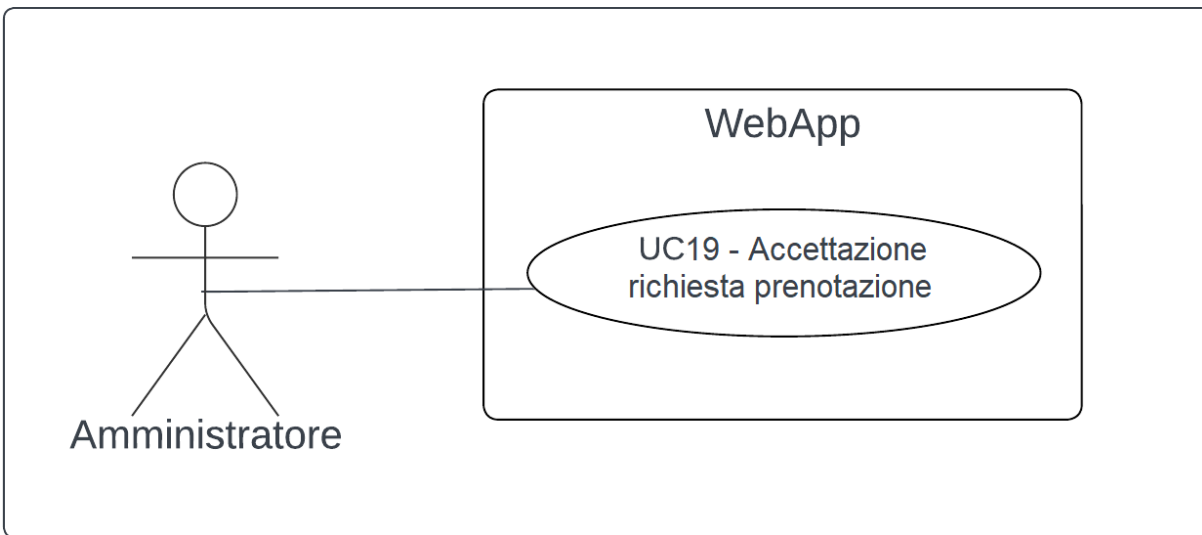 WebApp
UC19 - Accettazione
richiesta prenotazione
Amministratore